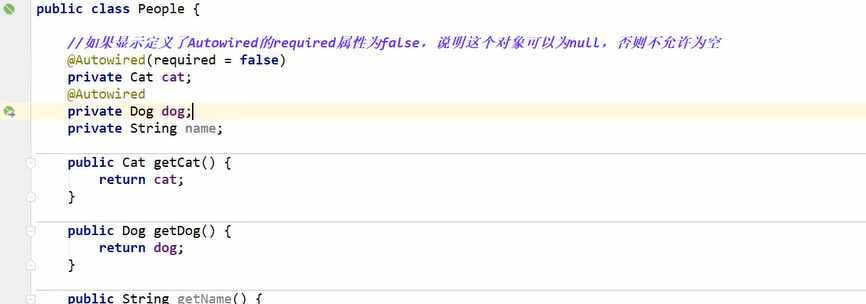 public class People {
//如果显示定义了Autowired的required属性为false，说明这个对象可以为null，否则不允许为空
@Autowired(required = false)
private Cat cat;
@Autowired
private Dog dog;
private String name;
public Cat getCat() {
return cat;
}
public Dog getDog() {
return dog;
}
public String getName() {